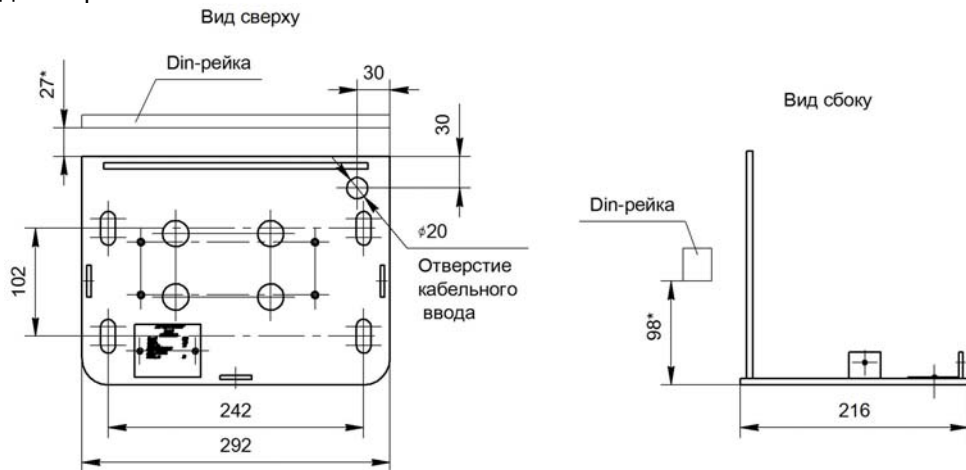 Вид сверху
Din-рейка
27*
30
30
Вид сбоку
Din-рейка
⌀20
Отверстие
кабельного
ввода
102
98*
242
292
216